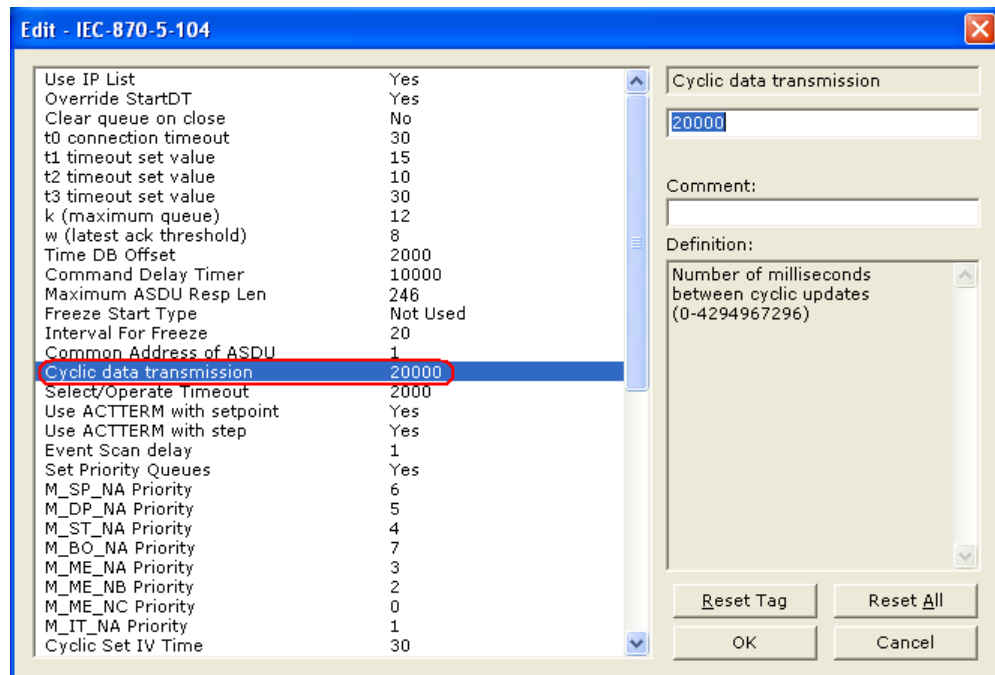 Edit - IEC-870-5-104
Use IP List Yes
Override StartDT Yes
Clear queue on close No
t0 connection timeout 30
t1 timeout set value 15
t2 timeout set value 10
t3 timeout set value 30
k (maximum queue) 12
w (latest ack threshold) 8
Time DB Offset 2000
Command Delay Timer 10000
Maximum ASDU Resp Len 246
Freeze Start Type Not Used
Interval For Freeze 20
Common Address of ASDU 1
Cyclic data transmission 20000
Select/Operate Timeout 2000
Use ACTTERM with setpoint Yes
Use ACTTERM with step Yes
Event Scan delay 1
Set Priority Queues Yes
M_SP_NA Priority 6
M_DP_NA Priority 5
M_ST_NA Priority 4
M_BO_NA Priority 7
M_ME_NA Priority 3
M_ME_NB Priority 2
M_ME_NC Priority 0
M_IT_NA Priority 1
Cyclic Set IV Time 30
Cyclic data transmission
20000
Comment:
Definition:
Number of milliseconds
between cyclic updates
(0-4294967296)
Reset Tag Reset All
OK Cancel